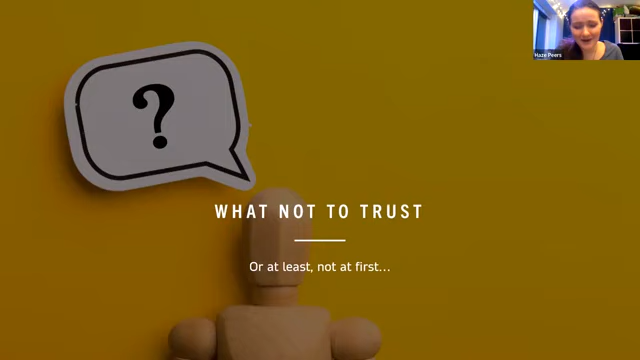 Haze Peers
?
WHAT NOT TO TRUST
Or at least, not at first...